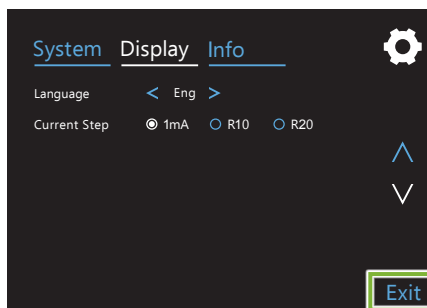 System Display Info
Language < Eng >
Current Step 1mA R10 R20
Exit